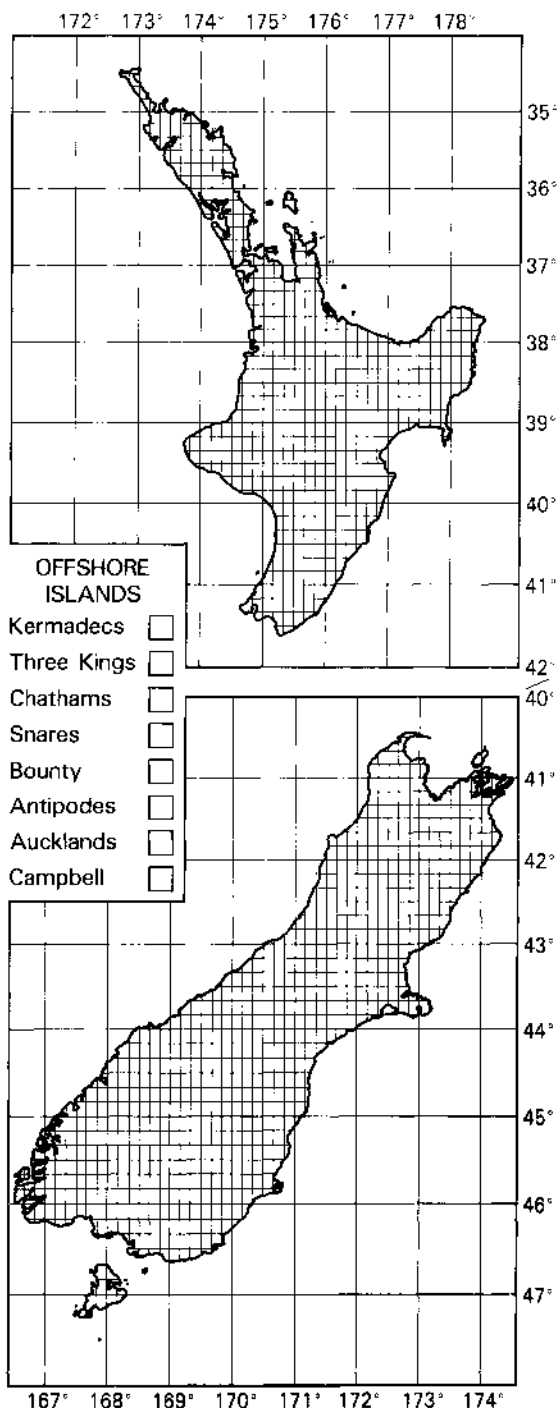 172° 173° 174° 175° 176° 177° 178°
35°
36°
37°
38°
39°
40°
41°
42°
OFFSHORE
ISLANDS
Kermadecs
Three Kings
Chathams
Snares
Bounty
Antipodes
Aucklands
Campbell
40°
41°
42°
43°
44°
45°
46°
47°
167° 168° 169° 170° 171° 172° 173° 174°